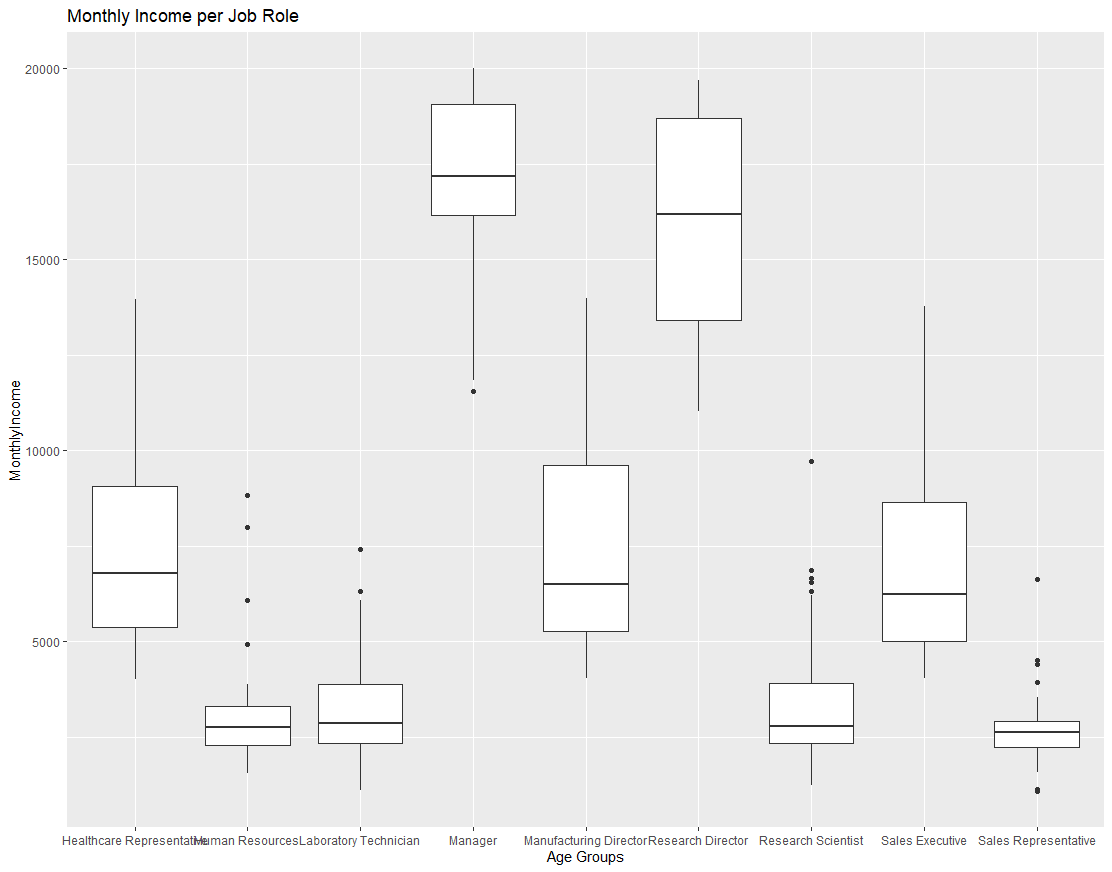 Monthly Income per Job Role
MonthlyIncome
20000
15000
10000
5000
Healthcare Representative Human Resources Laboratory Technician Manager Manufacturing Director Research Director Research Scientist Sales Executive Sales Representative
Age Groups